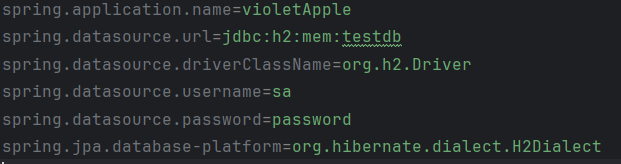 spring.application.name=violetApple
spring.datasource.url=jdbc:h2:mem:testdb
spring.datasource.driverClassName=org.h2.Driver
spring.datasource.username=sa
spring.datasource.password=password
spring.jpa.database-platform=org.hibernate.dialect.H2Dialect